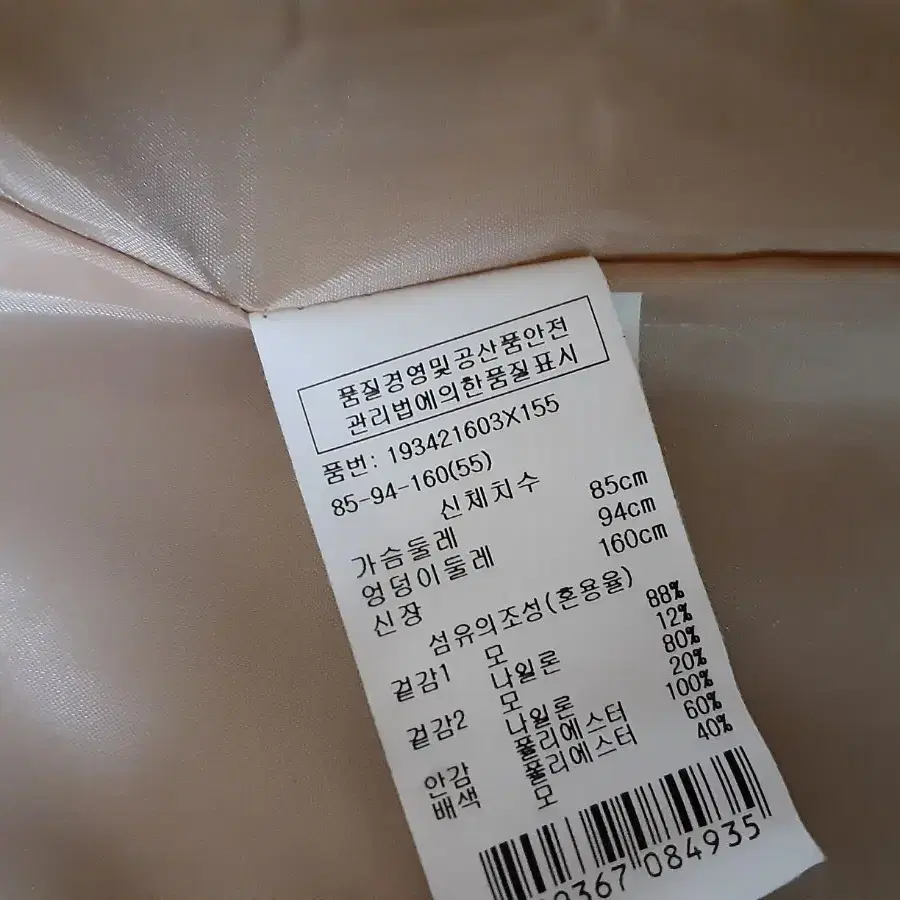 품질경영및공산품안전
관리법에의한품질표시
품번: 193421603X155
85-94-160(55)
신체치수
가슴둘레 85cm
엉덩이둘레 94cm
신장 160cm
섬유의조성(혼용율)
겉감1 모 88%
나일론 12%
겉감2 모 80%
나일론 20%
안감 폴리에스터 100%
배색 폴리에스터 60%
모 40%
0367 084935